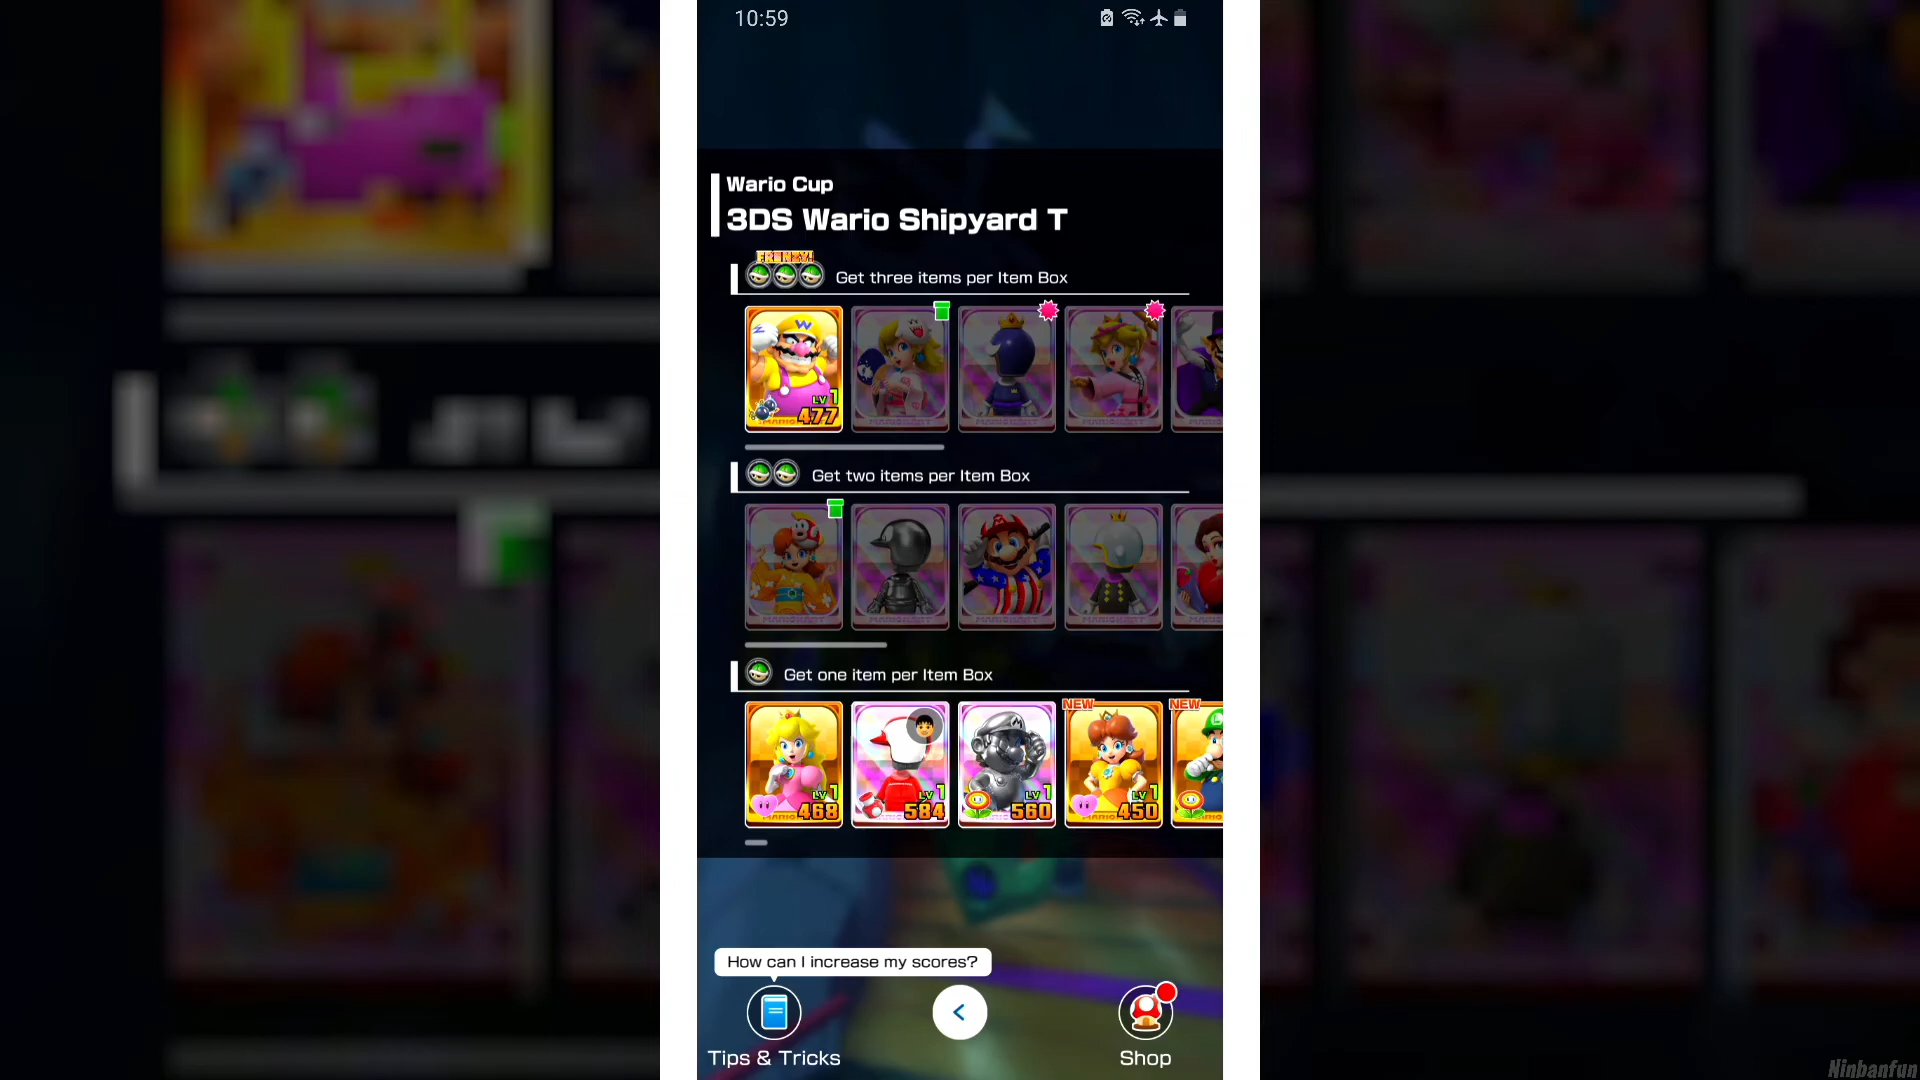 10:59
Wario Cup
3DS Wario Shipyard T
FRENZY!
Get three items per Item Box
W
LV 1
477
Get two items per Item Box
Get one item per Item Box
NEW
NEW
LV 1
468
LV 1
584
M
LV 1
560
LV 1
450
How can I increase my scores?
Tips & Tricks
Shop
Ninbanfun